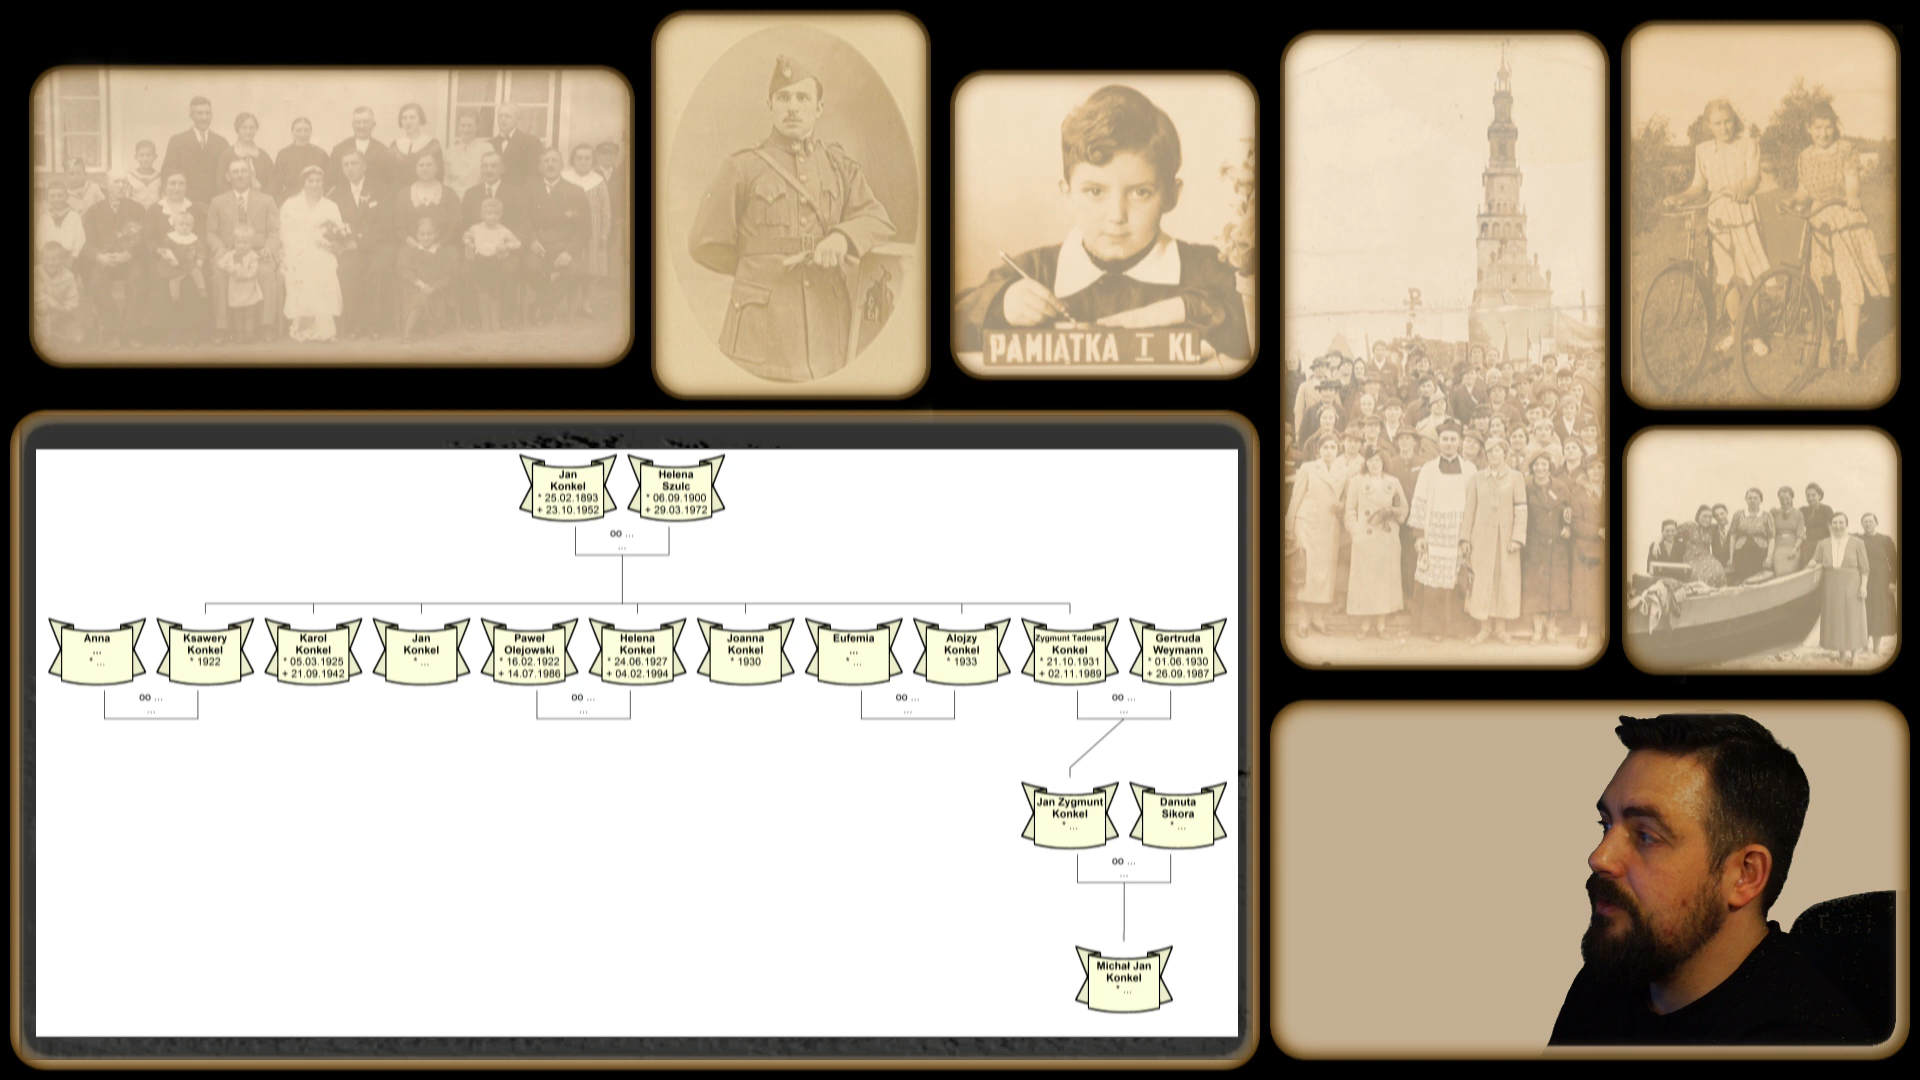 PAMIĄTKA I KL.
Jan
Konkel
* 25.02.1893
+ 23.10.1952
Helena
Szulc
* 06.09.1900
+ 29.03.1972
oo ...
...
Anna
...
* ...
Ksawery
Konkel
* 1922
Karol
Konkel
* 05.03.1925
+ 21.09.1942
Jan
Konkel
* ...
Paweł
Olejowski
* 16.02.1922
+ 14.07.1986
Helena
Konkel
* 24.06.1927
+ 04.02.1994
Joanna
Konkel
* 1930
Eufemia
...
* ...
Alojzy
Konkel
* 1933
Zygmunt Tadeusz
Konkel
* 21.10.1931
+ 02.11.1989
Gertruda
Weymann
* 01.06.1930
+ 26.09.1987
oo ...
...
oo ...
...
oo ...
...
oo ...
...
Jan Zygmunt
Konkel
* ...
Danuta
Sikora
* ...
oo ...
...
Michał Jan
Konkel
* ...